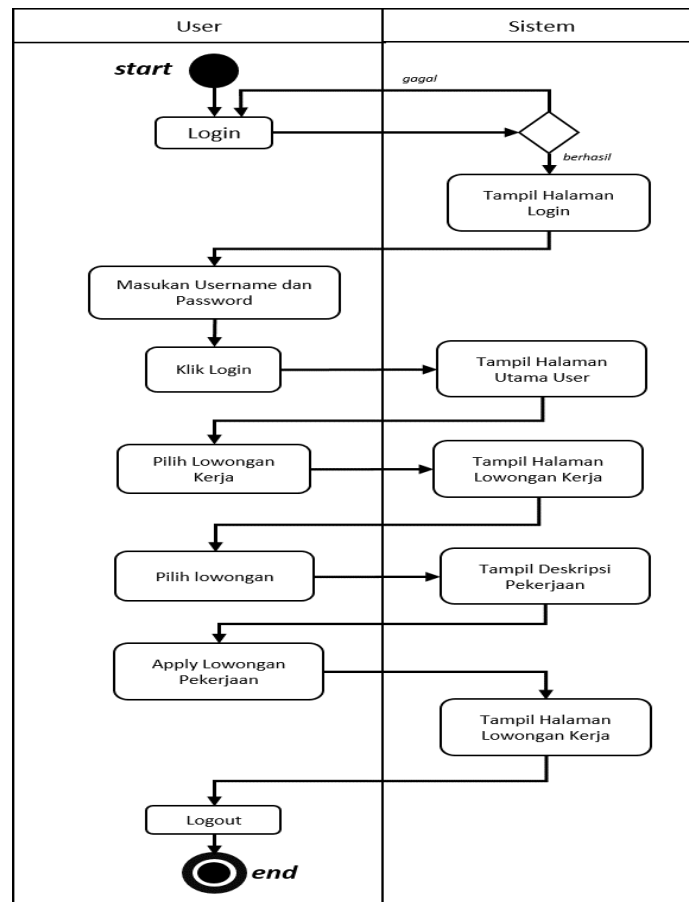 User
Sistem
start
gagal
Login
berhasil
Tampil Halaman
Login
Masukan Username dan
Password
Klik Login
Tampil Halaman
Utama User
Pilih Lowongan
Kerja
Tampil Halaman
Lowongan Kerja
Pilih lowongan
Tampil Deskripsi
Pekerjaan
Apply Lowongan
Pekerjaan
Tampil Halaman
Lowongan Kerja
Logout
end